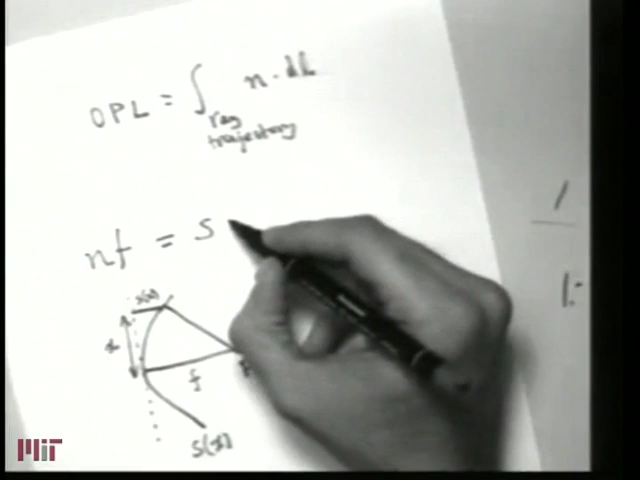 OPL = ∫ n · dL
ray
trajectory
nf = s
s(x)
x
f
s(x)
MIT